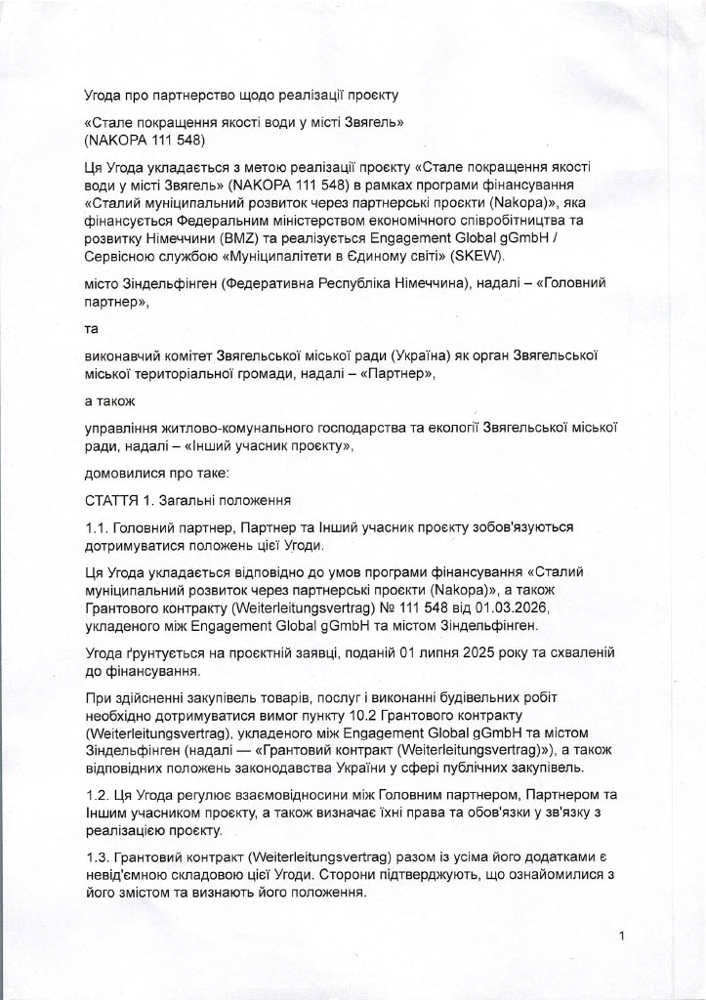 Угода про партнерство щодо реалізації проєкту
«Стале покращення якості води у місті Звягель»
(NAKOPA 111 548)
Ця Угода укладається з метою реалізації проєкту «Стале покращення якості
води у місті Звягель» (NAKOPA 111 548) в рамках програми фінансування
«Сталий муніципальний розвиток через партнерські проєкти (Nakopa)», яка
фінансується Федеральним міністерством економічного співробітництва та
розвитку Німеччини (BMZ) та реалізується Engagement Global gGmbH /
Сервісною службою «Муніципалітети в Єдиному світі» (SKEW).
місто Зіндельфінген (Федеративна Республіка Німеччина), надалі – «Головний
партнер»,
та
виконавчий комітет Звягельської міської ради (Україна) як орган Звягельської
міської територіальної громади, надалі – «Партнер»,
а також
управління житлово-комунального господарства та екології Звягельської міської
ради, надалі – «Інший учасник проєкту»,
домовилися про таке:
СТАТТЯ 1. Загальні положення
1.1. Головний партнер, Партнер та Інший учасник проєкту зобов'язуються
дотримуватися положень цієї Угоди.
Ця Угода укладається відповідно до умов програми фінансування «Сталий
муніципальний розвиток через партнерські проєкти (Nakopa)», а також
Грантового контракту (Weiterleitungsvertrag) № 111 548 від 01.03.2026,
укладеного між Engagement Global gGmbH та містом Зіндельфінген.
Угода ґрунтується на проєктній заявці, поданій 01 липня 2025 року та схваленій
до фінансування.
При здійсненні закупівель товарів, послуг і виконанні будівельних робіт
необхідно дотримуватися вимог пункту 10.2 Грантового контракту
(Weiterleitungsvertrag), укладеного між Engagement Global gGmbH та містом
Зіндельфінген (надалі — «Грантовий контракт (Weiterleitungsvertrag)»), а також
відповідних положень законодавства України у сфері публічних закупівель.
1.2. Ця Угода регулює взаємовідносини між Головним партнером, Партнером та
Іншим учасником проєкту, а також визначає їхні права та обов'язки у зв'язку з
реалізацією проєкту.
1.3. Грантовий контракт (Weiterleitungsvertrag) разом із усіма його додатками є
невід'ємною складовою цієї Угоди. Сторони підтверджують, що ознайомилися з
його змістом та визнають його положення.
1